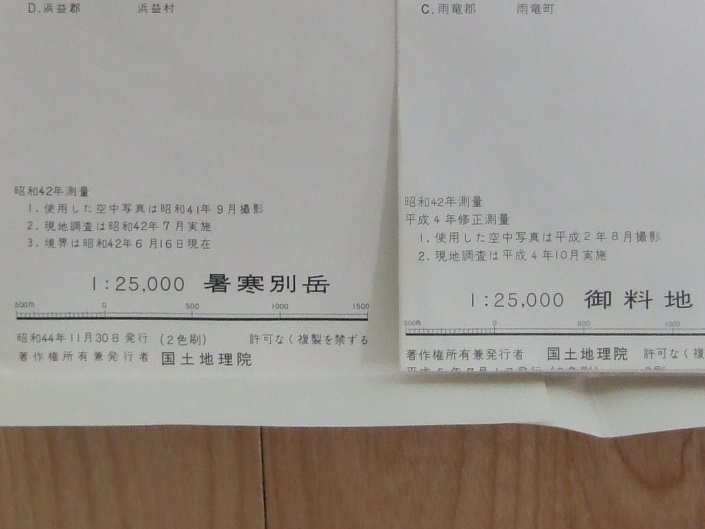 D.浜益郡 浜益村
昭和42年測量
1. 使用した空中写真は昭和41年9月撮影
2. 現地調査は昭和42年7月実施
3. 境界は昭和42年6月16日現在
1:25,000 暑寒別岳
500m 0 500 1000 1500
昭和44年11月30日発行 (2色刷) 許可なく複製を禁ずる
著作権所有兼発行者 国土地理院
C.雨竜郡 雨竜町
昭和42年測量
平成4年修正測量
1. 使用した空中写真は平成2年8月撮影
2. 現地調査は平成4年10月実施
1:25,000 御料地
500m 0 500 1000
著作権所有兼発行者 国土地理院 許可なく複